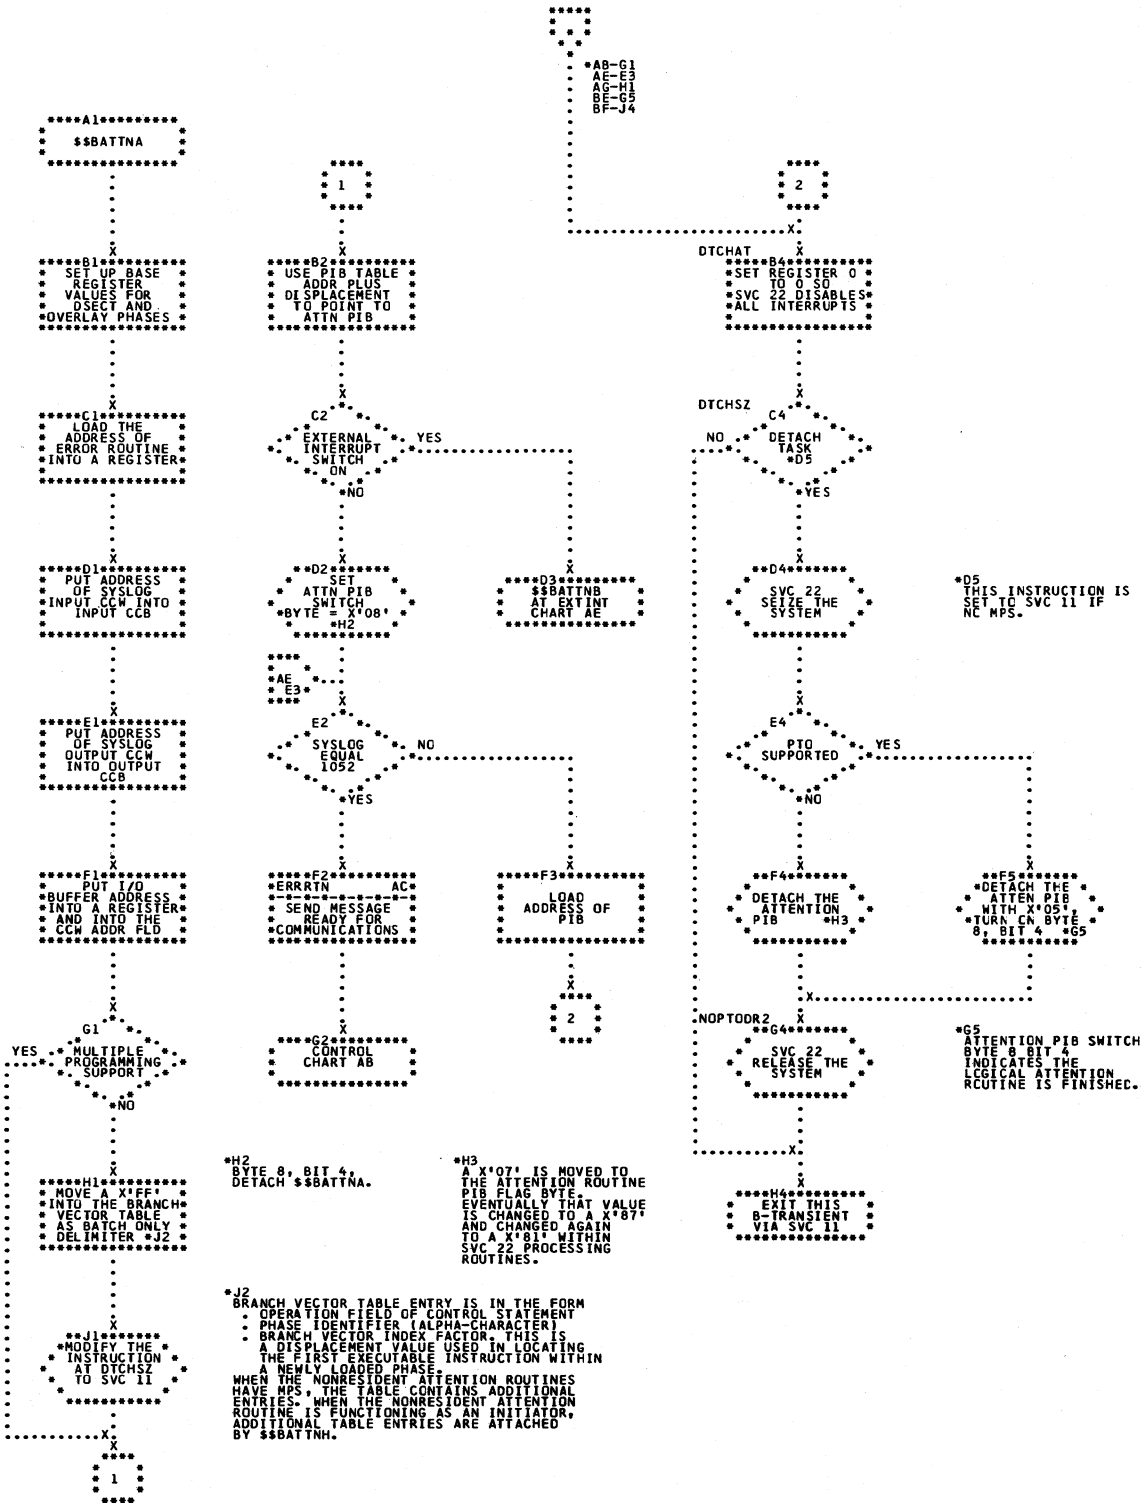 *AB-G1
AE-E3
AG-H1
BE-G5
BF-J4
A1
$$BATTNA
1
2
DTCHAT
B1
SET UP BASE
REGISTER
VALUES FOR
DSECT AND
OVERLAY PHASES
B2
USE PIB TABLE
ADDR PLUS
DISPLACEMENT
TO POINT TO
ATTN PIB
B4
SET REGISTER 0
TO 0 SO
SVC 22 DISABLES
ALL INTERRUPTS
C1
LOAD THE
ADDRESS OF
ERROR ROUTINE
INTO A REGISTER
C2
EXTERNAL
INTERRUPT
SWITCH
ON
YES
*NO
DTCHSZ
C4
NO
DETACH
TASK
*D5
*YES
D1
PUT ADDRESS
OF SYSLOG
INPUT CCW INTO
INPUT CCB
D2
SET
ATTN PIB
SWITCH
BYTE = X'08'
*H2
D3
$$BATTNB
AT EXTINT
CHART AE
D4
SVC 22
SEIZE THE
SYSTEM
*D5
THIS INSTRUCTION IS
SET TO SVC 11 IF
NC MPS.
AE
E3
E1
PUT ADDRESS
OF SYSLOG
OUTPUT CCW
INTO OUTPUT
CCB
E2
SYSLOG
EQUAL
1052
NO
*YES
E4
PTO
SUPPORTED
YES
*NO
F1
PUT I/O
BUFFER ADDRESS
INTO A REGISTER
AND INTO THE
CCW ADDR FLD
F2
ERRRTN AC
SEND MESSAGE
READY FOR
COMMUNICATIONS
F3
LOAD
ADDRESS OF
PIB
F4
DETACH THE
ATTENTION
PIB *H3
F5
DETACH THE
ATTEN PIB
WITH X'05',
TURN CN BYTE
8, BIT 4 *G5
2
G1
YES
MULTIPLE
PROGRAMMING
SUPPORT
*NO
G2
CONTROL
CHART AB
NOPTODR2
G4
SVC 22
RELEASE THE
SYSTEM
*G5
ATTENTION PIB SWITCH
BYTE 8 BIT 4
INDICATES THE
LCGICAL ATTENTION
RCUTINE IS FINISHED.
H1
MOVE A X'FF'
INTO THE BRANCH
VECTOR TABLE
AS BATCH ONLY
DELIMITER *J2
*H2
BYTE 8, BIT 4,
DETACH $$BATTNA.
*H3
A X'07' IS MOVED TO
THE ATTENTION ROUTINE
PIB FLAG BYTE.
EVENTUALLY THAT VALUE
IS CHANGED TO A X'87'
AND CHANGED AGAIN
TO A X'81' WITHIN
SVC 22 PROCESSING
ROUTINES.
H4
EXIT THIS
B-TRANSIENT
VIA SVC 11
J1
MODIFY THE
INSTRUCTION
AT DTCHSZ
TO SVC 11
*J2
BRANCH VECTOR TABLE ENTRY IS IN THE FORM
. OPERATION FIELD OF CONTROL STATEMENT
. PHASE IDENTIFIER (ALPHA-CHARACTER)
. BRANCH VECTOR INDEX FACTOR. THIS IS
A DISPLACEMENT VALUE USED IN LOCATING
THE FIRST EXECUTABLE INSTRUCTION WITHIN
A NEWLY LOADED PHASE.
WHEN THE NONRESIDENT ATTENTION ROUTINES
HAVE MPS, THE TABLE CONTAINS ADDITIONAL
ENTRIES. WHEN THE NONRESIDENT ATTENTION
ROUTINE IS FUNCTIONING AS AN INITIATOR,
ADDITIONAL TABLE ENTRIES ARE ATTACHED
BY $$BATTNH.
1